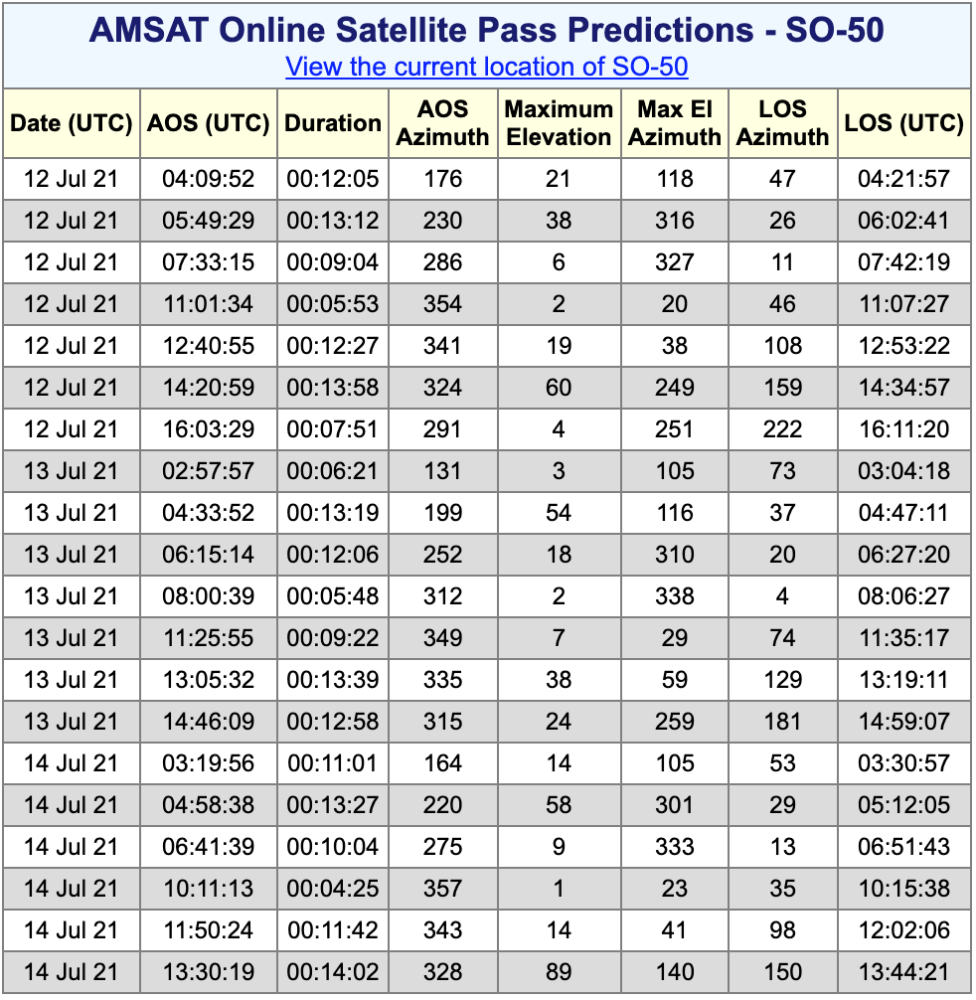 AMSAT Online Satellite Pass Predictions - SO-50
View the current location of SO-50
Date (UTC) AOS (UTC) Duration AOS Azimuth Maximum Elevation Max El Azimuth LOS Azimuth LOS (UTC)
12 Jul 21 04:09:52 00:12:05 176 21 118 47 04:21:57
12 Jul 21 05:49:29 00:13:12 230 38 316 26 06:02:41
12 Jul 21 07:33:15 00:09:04 286 6 327 11 07:42:19
12 Jul 21 11:01:34 00:05:53 354 2 20 46 11:07:27
12 Jul 21 12:40:55 00:12:27 341 19 38 108 12:53:22
12 Jul 21 14:20:59 00:13:58 324 60 249 159 14:34:57
12 Jul 21 16:03:29 00:07:51 291 4 251 222 16:11:20
13 Jul 21 02:57:57 00:06:21 131 3 105 73 03:04:18
13 Jul 21 04:33:52 00:13:19 199 54 116 37 04:47:11
13 Jul 21 06:15:14 00:12:06 252 18 310 20 06:27:20
13 Jul 21 08:00:39 00:05:48 312 2 338 4 08:06:27
13 Jul 21 11:25:55 00:09:22 349 7 29 74 11:35:17
13 Jul 21 13:05:32 00:13:39 335 38 59 129 13:19:11
13 Jul 21 14:46:09 00:12:58 315 24 259 181 14:59:07
14 Jul 21 03:19:56 00:11:01 164 14 105 53 03:30:57
14 Jul 21 04:58:38 00:13:27 220 58 301 29 05:12:05
14 Jul 21 06:41:39 00:10:04 275 9 333 13 06:51:43
14 Jul 21 10:11:13 00:04:25 357 1 23 35 10:15:38
14 Jul 21 11:50:24 00:11:42 343 14 41 98 12:02:06
14 Jul 21 13:30:19 00:14:02 328 89 140 150 13:44:21